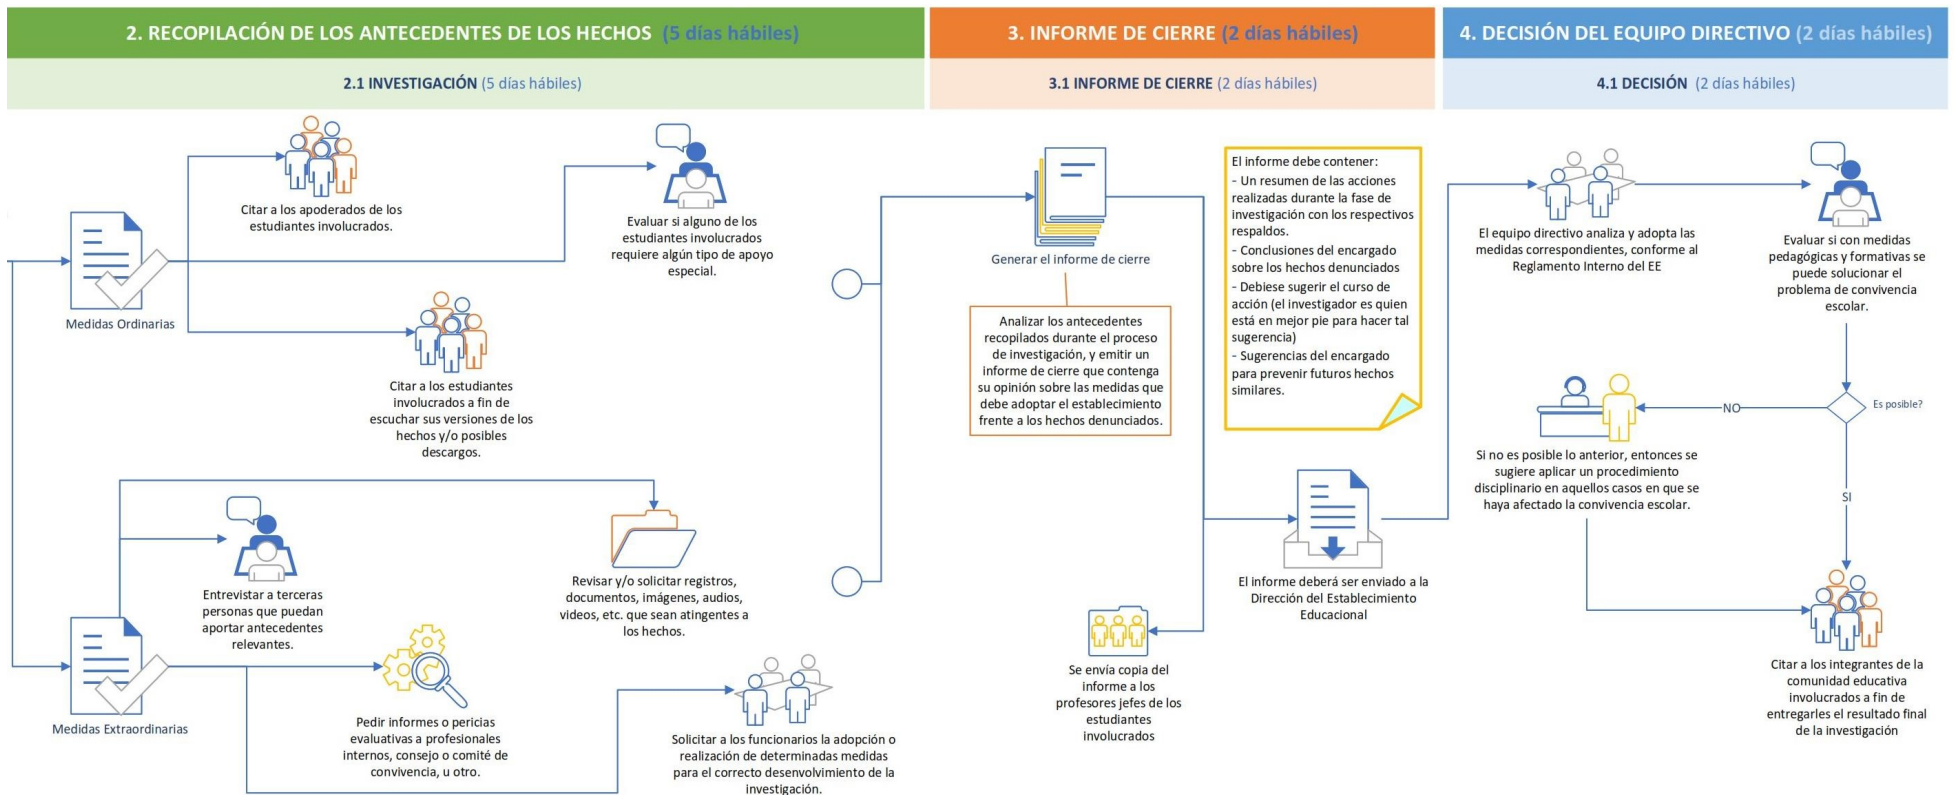 2. RECOPILACIÓN DE LOS ANTECEDENTES DE LOS HECHOS (5 días hábiles)
2.1 INVESTIGACIÓN (5 días hábiles)
Citar a los apoderados de los
estudiantes involucrados.
Evaluar si alguno de los
estudiantes involucrados
requiere algún tipo de apoyo
especial.
Medidas Ordinarias
Citar a los estudiantes
involucrados a fin de
escuchar sus versiones de los
hechos y/o posibles
descargos.
Entrevistar a terceras
personas que puedan
aportar antecedentes
relevantes.
Revisar y/o solicitar registros,
documentos, imágenes, audios,
videos, etc. que sean atingentes a
los hechos.
Medidas Extraordinarias
Pedir informes o pericias
evaluativas a profesionales
internos, consejo o comité de
convivencia, u otro.
Solicitar a los funcionarios la adopción o
realización de determinadas medidas
para el correcto desenvolvimiento de la
investigación.
3. INFORME DE CIERRE (2 días hábiles)
3.1 INFORME DE CIERRE (2 días hábiles)
Generar el informe de cierre
Analizar los antecedentes
recopilados durante el proceso
de investigación, y emitir un
informe de cierre que contenga
su opinión sobre las medidas que
debe adoptar el establecimiento
frente a los hechos denunciados.
El informe debe contener:
- Un resumen de las acciones
realizadas durante la fase de
investigación con los respectivos
respaldos.
- Conclusiones del encargado
sobre los hechos denunciados
- Debiese sugerir el curso de
acción (el investigador es quien
está en mejor pie para hacer tal
sugerencia)
- Sugerencias del encargado
para prevenir futuros hechos
similares.
El informe deberá ser enviado a la
Dirección del Establecimiento
Educacional
Se envía copia del
informe a los
profesores jefes de los
estudiantes
involucrados
4. DECISIÓN DEL EQUIPO DIRECTIVO (2 días hábiles)
4.1 DECISIÓN (2 días hábiles)
El equipo directivo analiza y adopta las
medidas correspondientes, conforme al
Reglamento Interno del EE
Evaluar si con medidas
pedagógicas y formativas se
puede solucionar el
problema de convivencia
escolar.
Es posible?
NO
Si no es posible lo anterior, entonces se
sugiere aplicar un procedimiento
disciplinario en aquellos casos en que se
haya afectado la convivencia escolar.
SI
Citar a los integrantes de la
comunidad educativa
involucrados a fin de
entregarles el resultado final
de la investigación